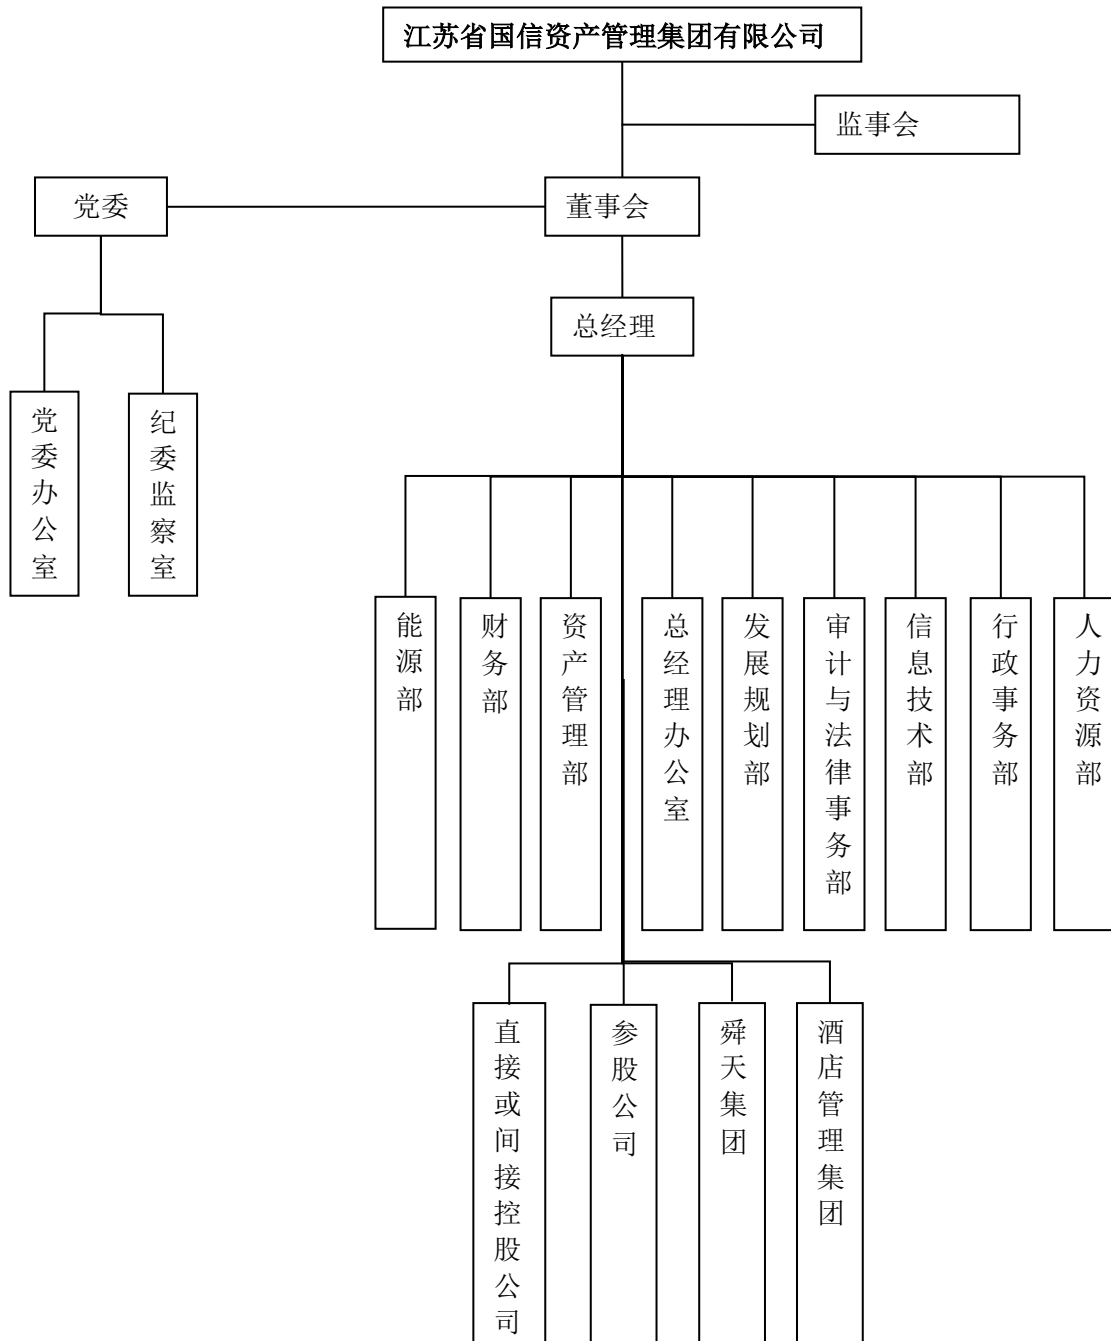 江苏省国信资产管理集团有限公司
监事会
党委
董事会
总经理
党委办公室
纪委监察室
能源部
财务部
资产管理部
总经理办公室
发展规划部
审计与法律事务部
信息技术部
行政事务部
人力资源部
直接或间接控股公司
参股公司
舜天集团
酒店管理集团